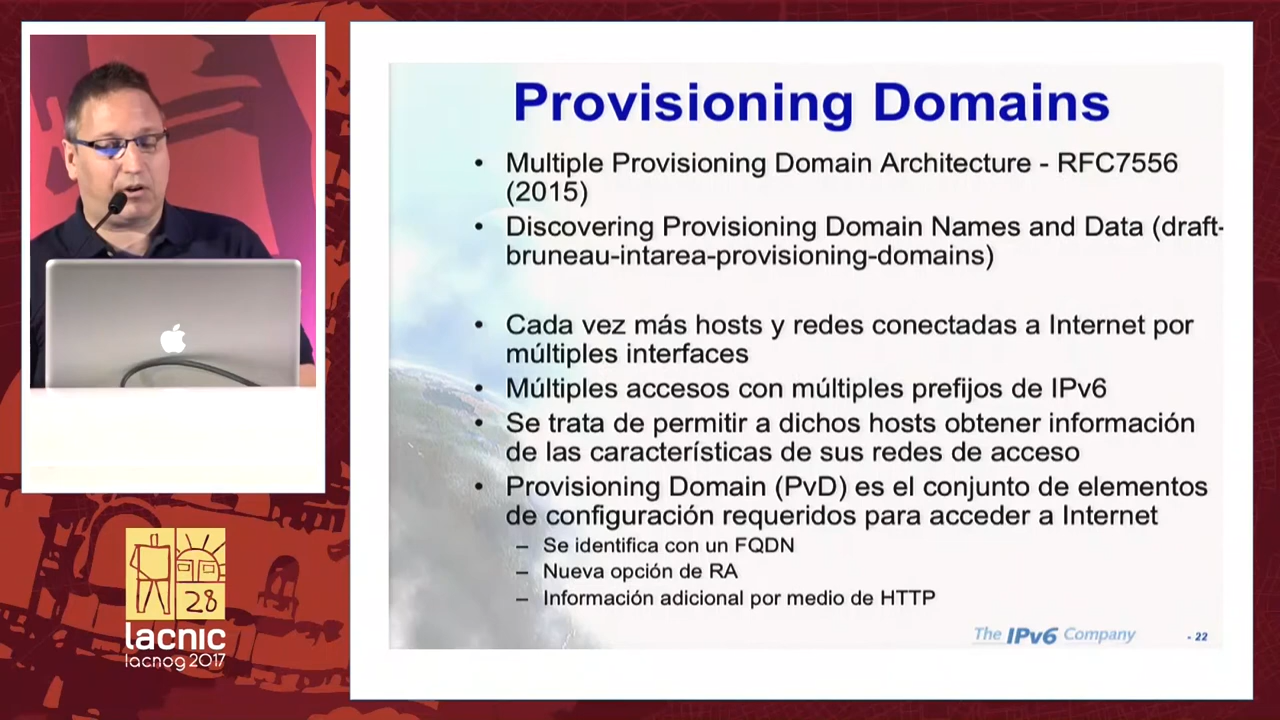 Provisioning Domains
• Multiple Provisioning Domain Architecture - RFC7556
(2015)
• Discovering Provisioning Domain Names and Data (draft-
bruneau-intarea-provisioning-domains)
• Cada vez más hosts y redes conectadas a Internet por
múltiples interfaces
• Múltiples accesos con múltiples prefijos de IPv6
• Se trata de permitir a dichos hosts obtener información
de las características de sus redes de acceso
• Provisioning Domain (PvD) es el conjunto de elementos
de configuración requeridos para acceder a Internet
– Se identifica con un FQDN
– Nueva opción de RA
– Información adicional por medio de HTTP
The IPv6 Company
- 22
28
lacnic
lacnog 2017